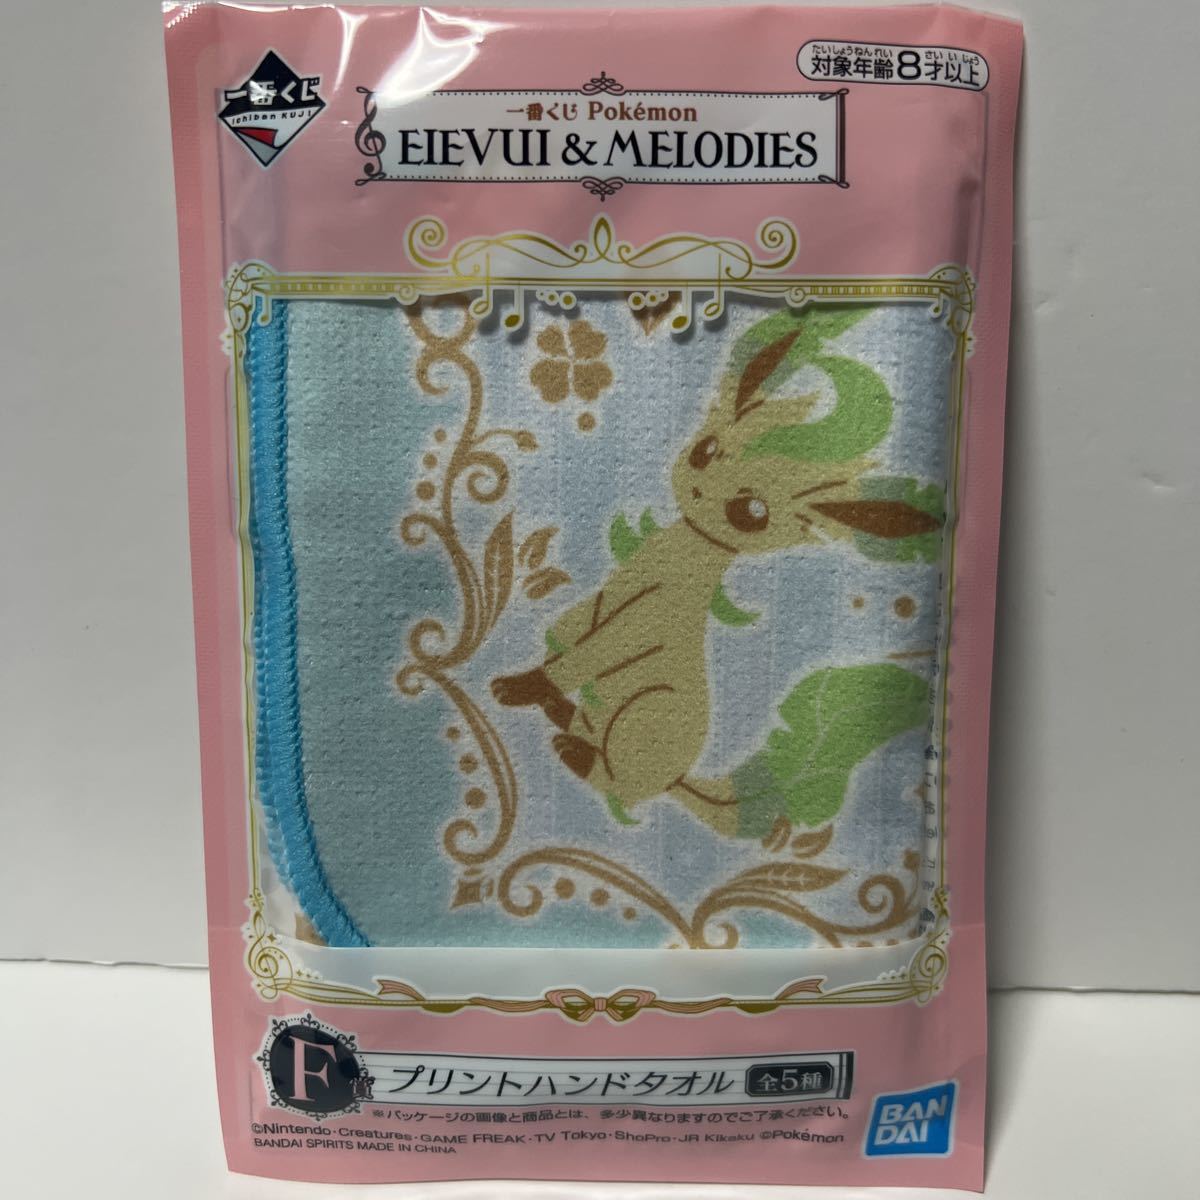 一番くじ
Ichiban KUJI
たいしょうねんれい さい いじょう
対象年齢8才以上
一番くじ Pokémon
EIEVUI & MELODIES
F賞 プリントハンドタオル 全5種
※パッケージの画像と商品とは、多少異なりますのでご了承ください。
©Nintendo・Creatures・GAME FREAK・TV Tokyo・ShoPro・JR Kikaku ©Pokémon
BANDAI SPIRITS MADE IN CHINA
BAN
DAI